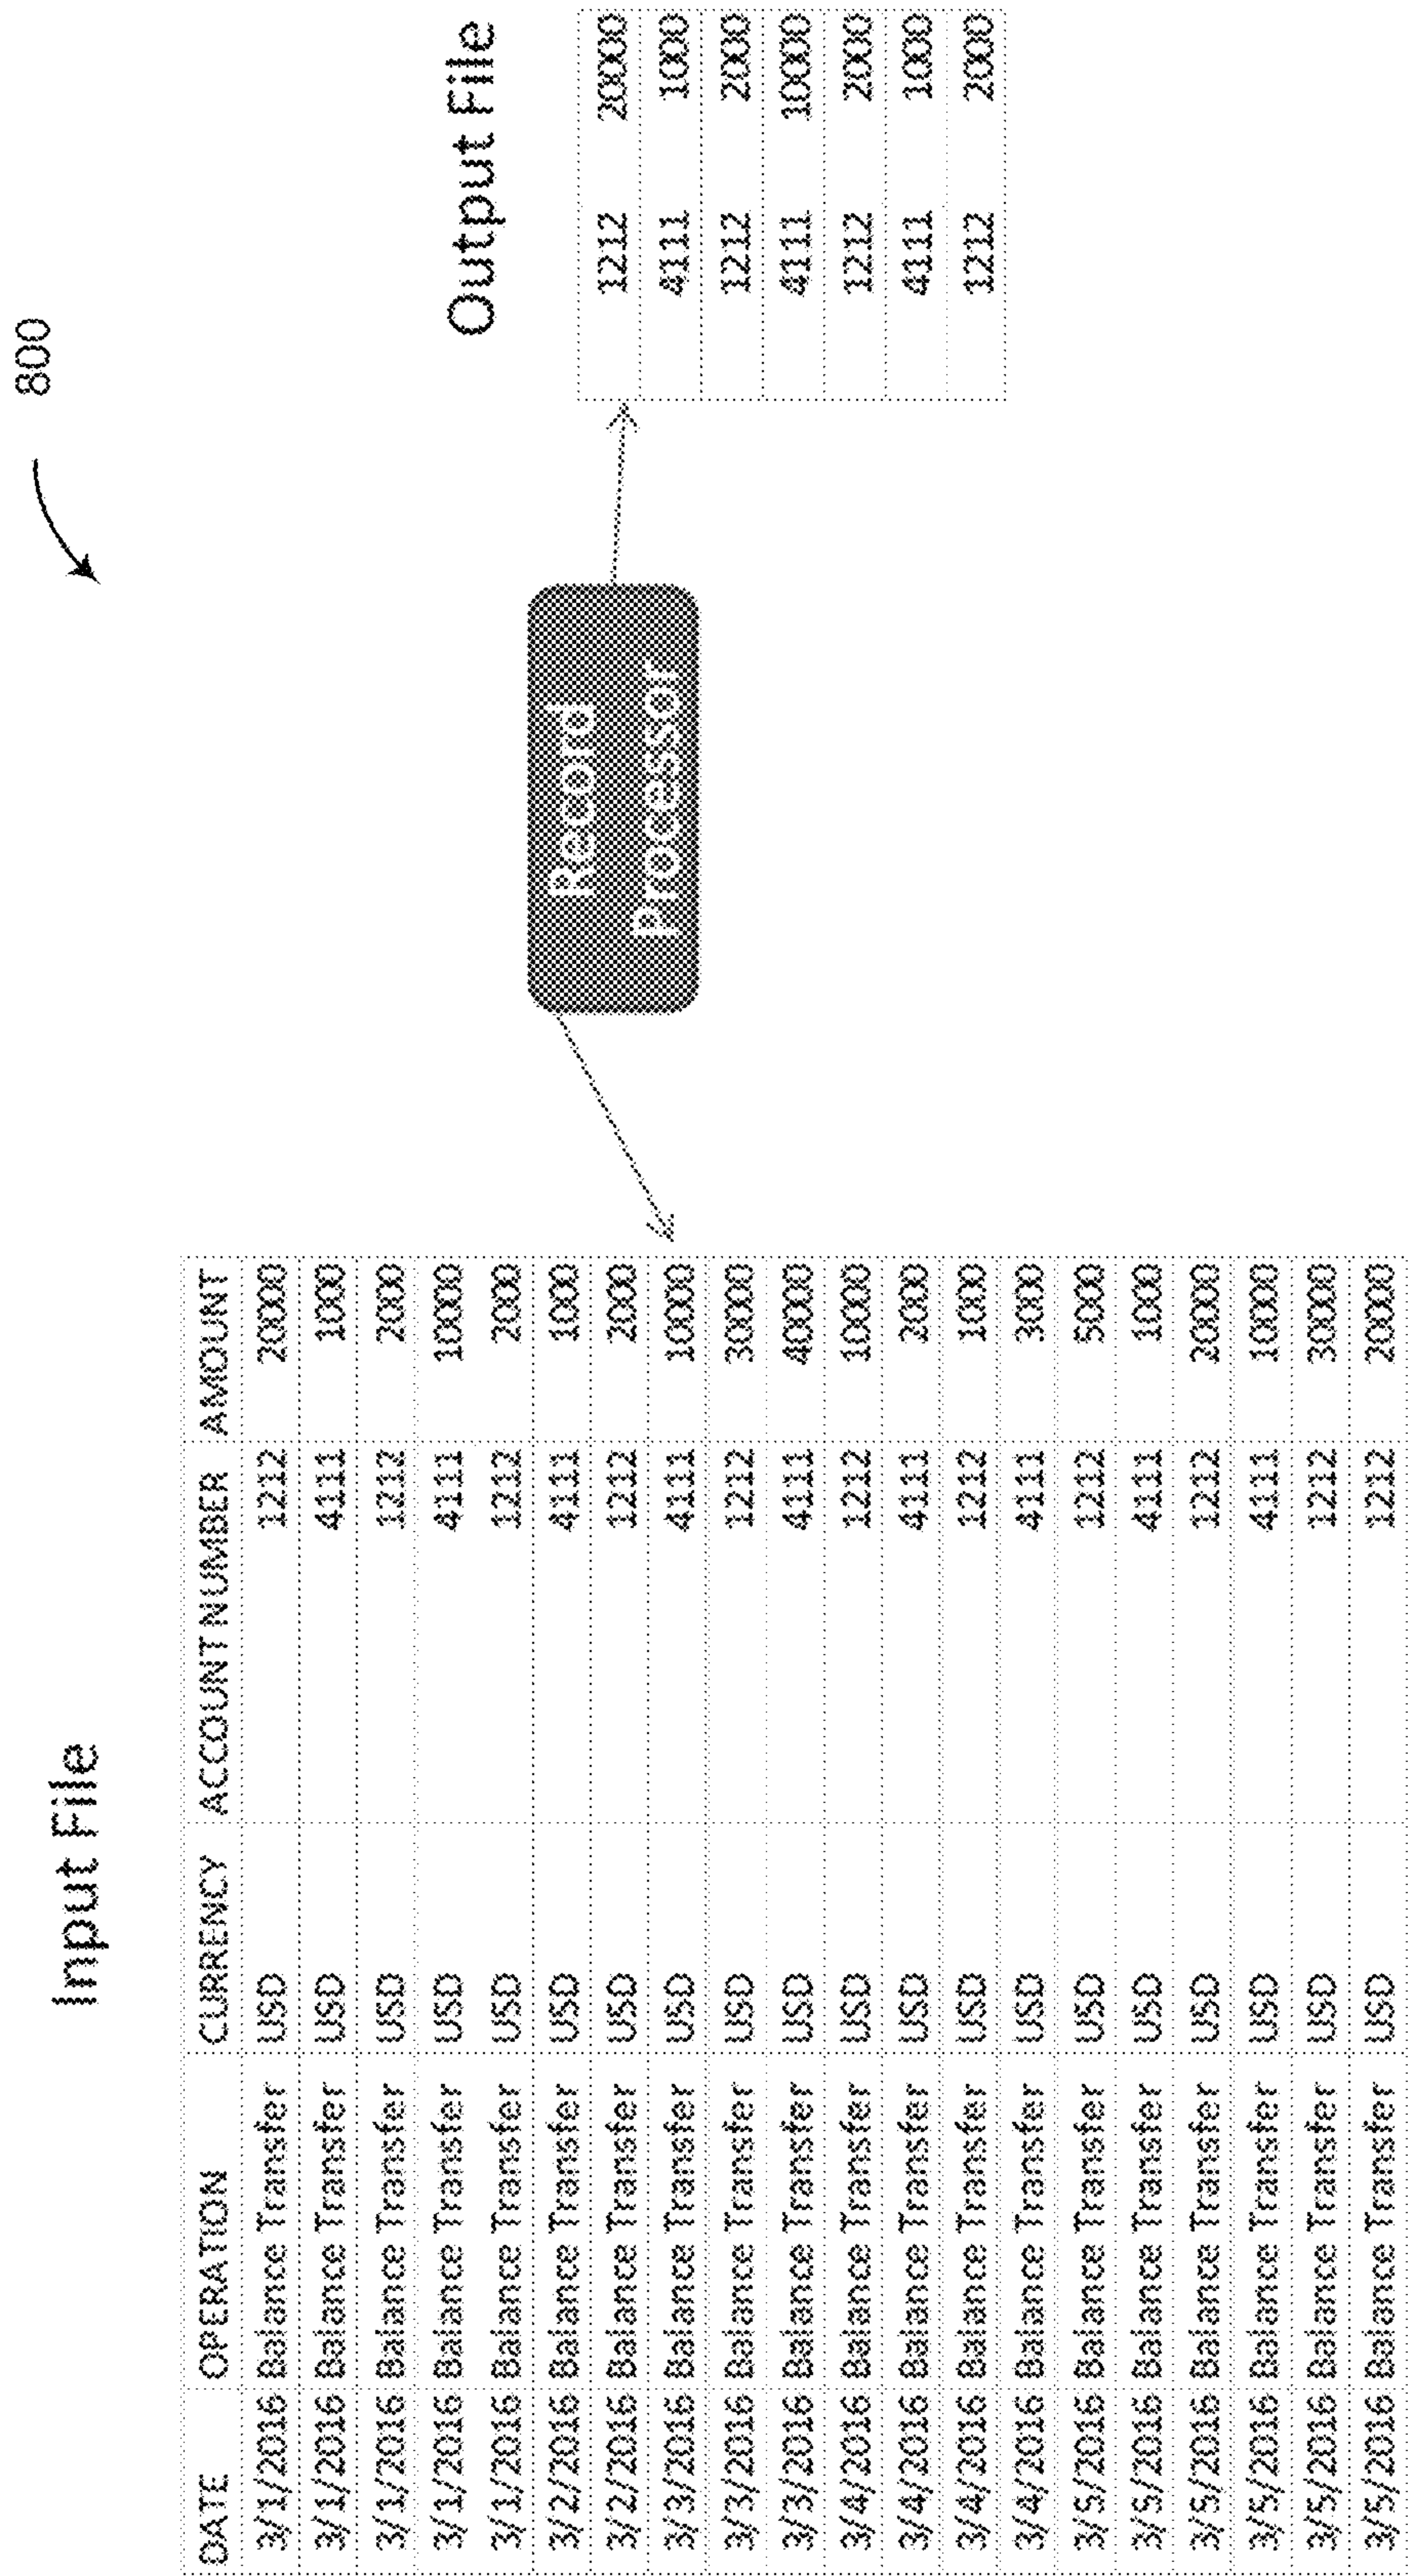 800
Input File
DATE OPERATION CURRENCY ACCOUNT NUMBER AMOUNT
3/1/2016 Balance Transfer USD 1212 20000
3/1/2016 Balance Transfer USD 4111 1000
3/1/2016 Balance Transfer USD 1212 2000
3/1/2016 Balance Transfer USD 4111 10000
3/1/2016 Balance Transfer USD 1212 2000
3/2/2016 Balance Transfer USD 4111 1000
3/2/2016 Balance Transfer USD 1212 2000
3/3/2016 Balance Transfer USD 4111 10000
3/3/2016 Balance Transfer USD 1212 30000
3/3/2016 Balance Transfer USD 4111 40000
3/4/2016 Balance Transfer USD 1212 10000
3/4/2016 Balance Transfer USD 4111 2000
3/4/2016 Balance Transfer USD 1212 1000
3/4/2016 Balance Transfer USD 4111 3000
3/5/2016 Balance Transfer USD 1212 5000
3/5/2016 Balance Transfer USD 4111 1000
3/5/2016 Balance Transfer USD 1212 20000
3/5/2016 Balance Transfer USD 4111 10000
3/5/2016 Balance Transfer USD 1212 30000
3/5/2016 Balance Transfer USD 1212 20000
Record
Processor
Output File
1212 20000
4111 1000
1212 2000
4111 10000
1212 2000
4111 1000
1212 2000